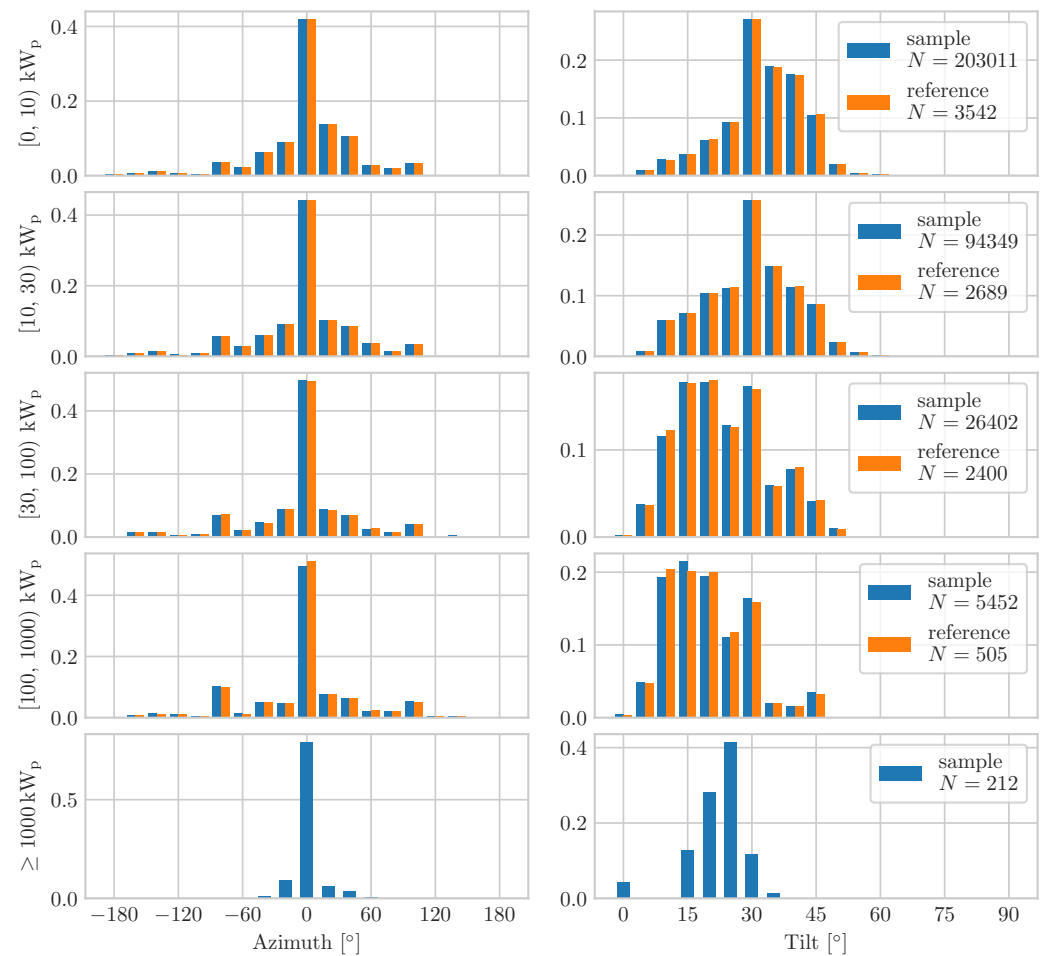 [0, 10) kWp
0.4
0.2
0.0
0.2
0.1
0.0
sample
N = 203011
reference
N = 3542
[10, 30) kWp
0.4
0.2
0.0
0.2
0.1
0.0
sample
N = 94349
reference
N = 2689
[30, 100) kWp
0.4
0.2
0.0
0.1
0.0
sample
N = 26402
reference
N = 2400
[100, 1000) kWp
0.4
0.2
0.0
0.2
0.1
0.0
sample
N = 5452
reference
N = 505
≥ 1000 kWp
0.5
0.0
0.4
0.2
0.0
sample
N = 212
−180 −120 −60 0 60 120 180
Azimuth [°]
0 15 30 45 60 75 90
Tilt [°]